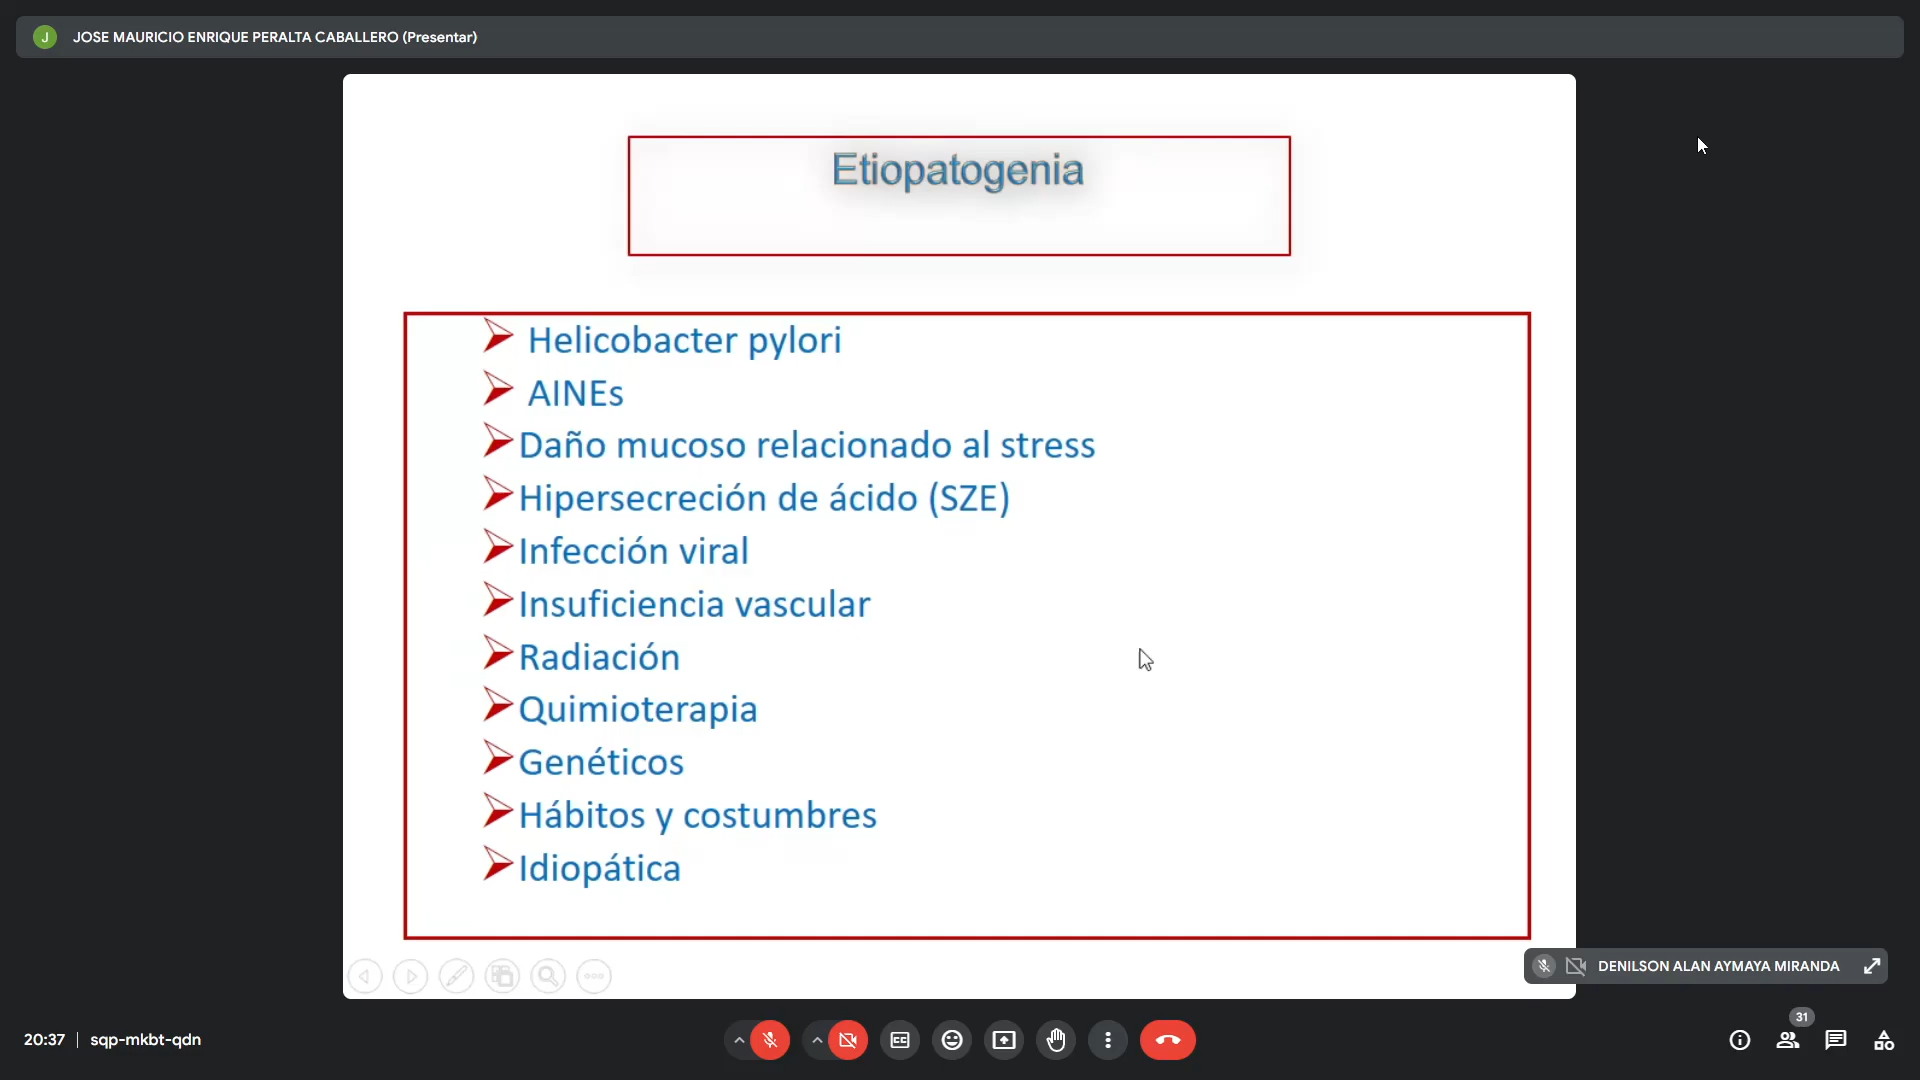 J
JOSE MAURICIO ENRIQUE PERALTA CABALLERO (Presentar)
Etiopatogenia
Helicobacter pylori
AINEs
Daño mucoso relacionado al stress
Hipersecreción de ácido (SZE)
Infección viral
Insuficiencia vascular
Radiación
Quimioterapia
Genéticos
Hábitos y costumbres
Idiopática
DENILSON ALAN AYMAYA MIRANDA
31
20:37 | sqp-mkbt-qdn